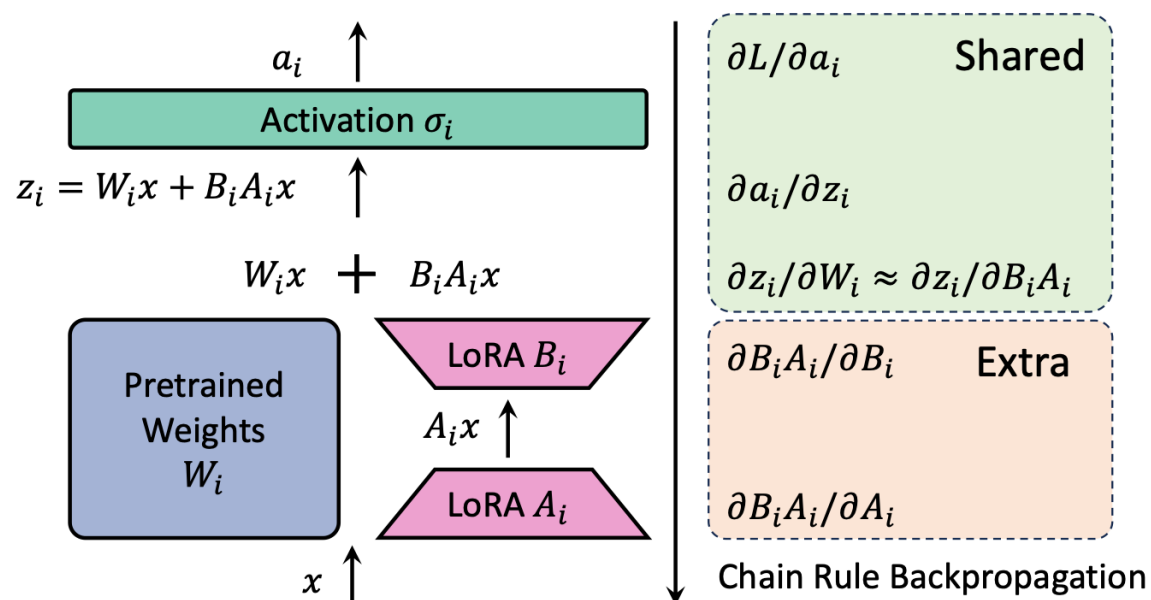 a_i
Activation σ_i
z_i = W_i x + B_i A_i x
W_i x + B_i A_i x
Pretrained
Weights
W_i
LoRA B_i
A_i x
LoRA A_i
x
∂L/∂a_i
Shared
∂a_i/∂z_i
∂z_i/∂W_i ≈ ∂z_i/∂B_i A_i
∂B_i A_i/∂B_i
Extra
∂B_i A_i/∂A_i
Chain Rule Backpropagation